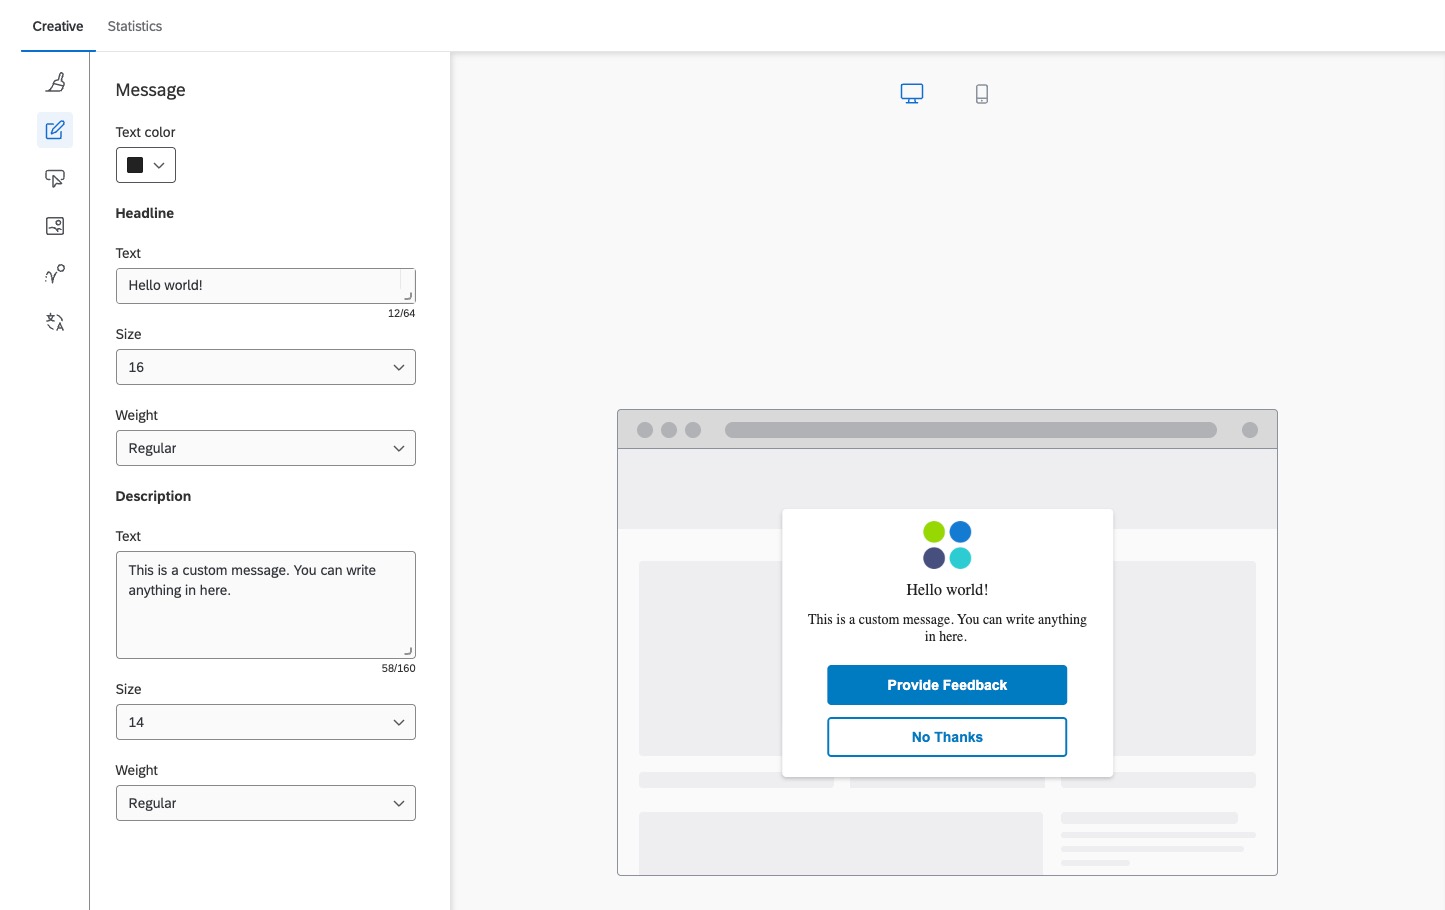 Creative
Statistics
Message
Text color
Headline
Text
Hello world!
12/64
Size
16
Weight
Regular
Description
Text
This is a custom message. You can write
anything in here.
58/160
Size
14
Weight
Regular
Hello world!
This is a custom message. You can write anything
in here.
Provide Feedback
No Thanks